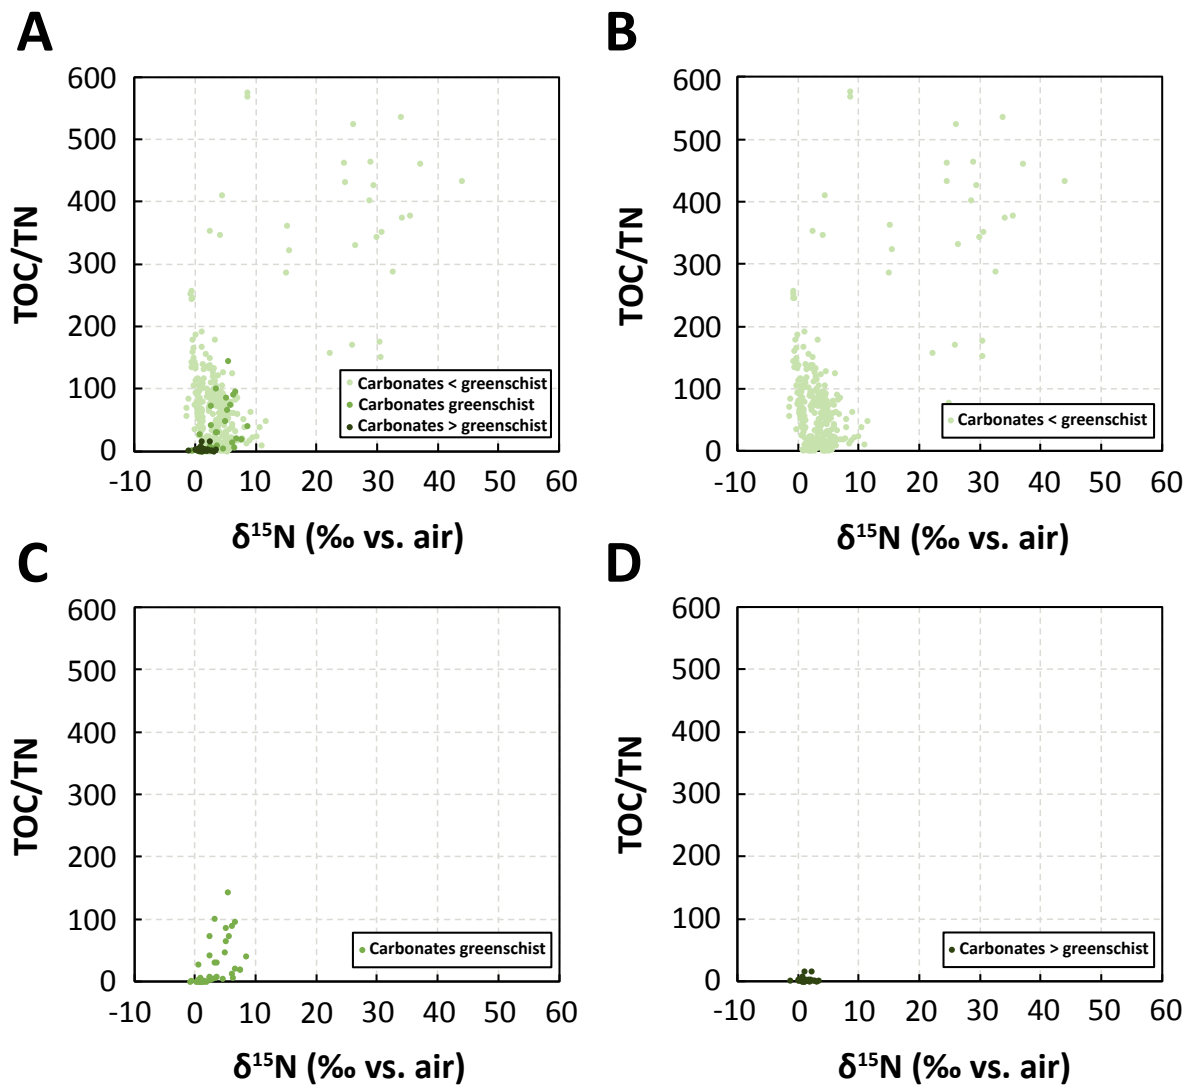 A
600
500
400
300
200
100
0
TOC/TN
Carbonates < greenschist
Carbonates greenschist
Carbonates > greenschist
-10 0 10 20 30 40 50 60
δ¹⁵N (‰ vs. air)
B
600
500
400
300
200
100
0
TOC/TN
Carbonates < greenschist
-10 0 10 20 30 40 50 60
δ¹⁵N (‰ vs. air)
C
600
500
400
300
200
100
0
TOC/TN
Carbonates greenschist
-10 0 10 20 30 40 50 60
δ¹⁵N (‰ vs. air)
D
600
500
400
300
200
100
0
TOC/TN
Carbonates > greenschist
-10 0 10 20 30 40 50 60
δ¹⁵N (‰ vs. air)